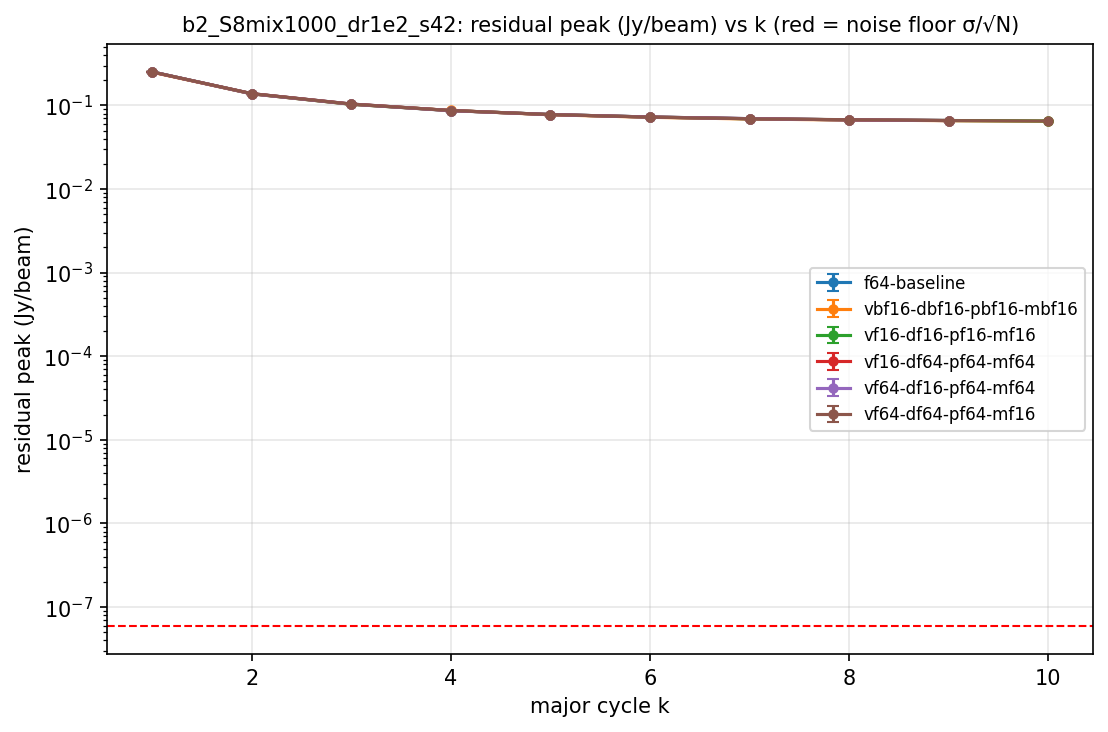 b2_S8mix1000_dr1e2_s42: residual peak (Jy/beam) vs k (red = noise floor σ/√N)
residual peak (Jy/beam)
10⁻¹
10⁻²
10⁻³
10⁻⁴
10⁻⁵
10⁻⁶
10⁻⁷
f64-baseline
vbf16-dbf16-pbf16-mbf16
vf16-df16-pf16-mf16
vf16-df64-pf64-mf64
vf64-df16-pf64-mf64
vf64-df64-pf64-mf16
2 4 6 8 10
major cycle k